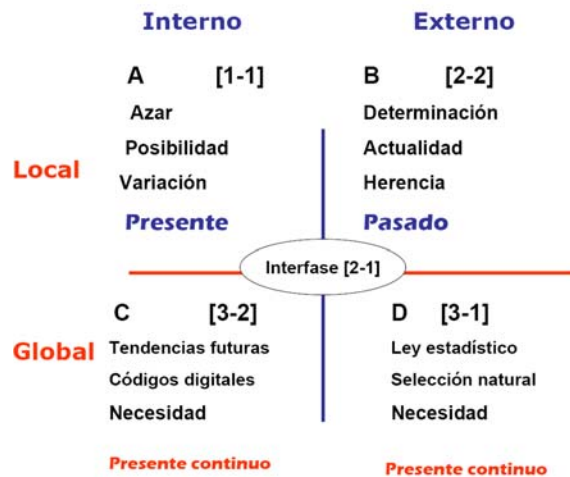 Interno Externo
A [1-1] B [2-2]
Azar Determinación
Posibilidad Actualidad
Local
Variación Herencia
Presente Pasado
Interfase [2-1]
C [3-2] D [3-1]
Global
Tendencias futuras Ley estadístico
Códigos digitales Selección natural
Necesidad Necesidad
Presente continuo Presente continuo